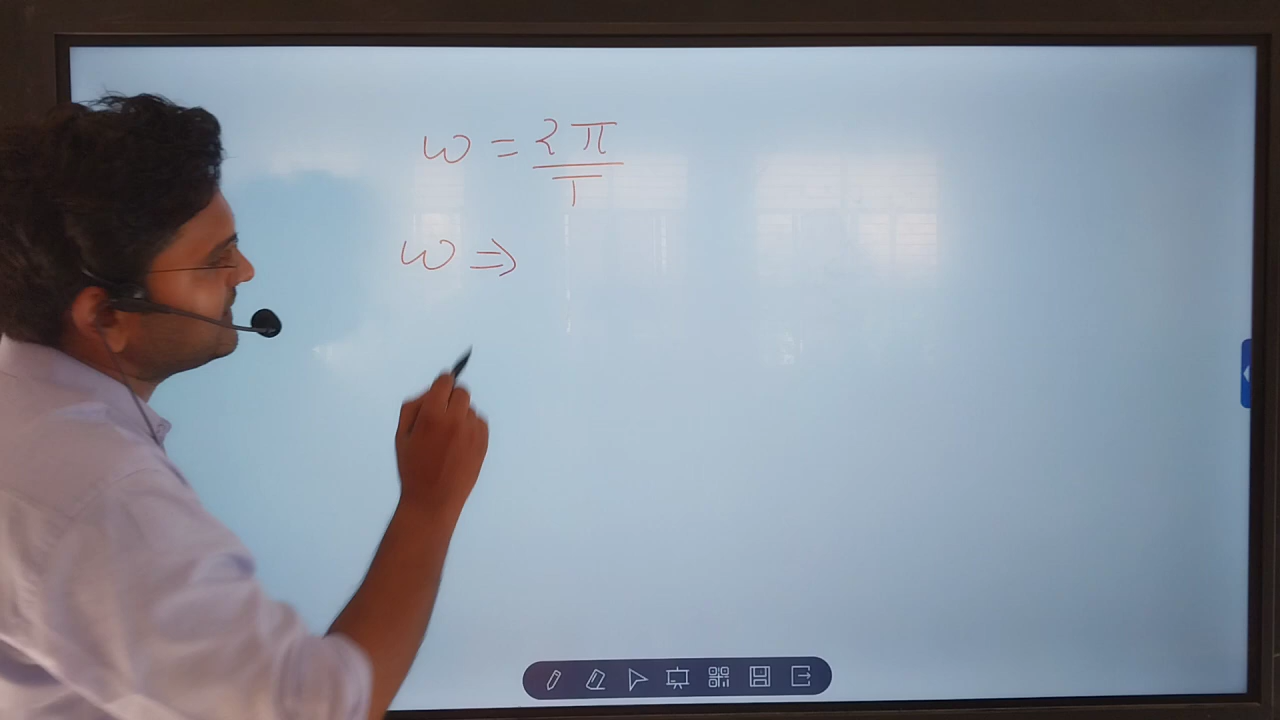 ω = 2π/T
ω ⇒